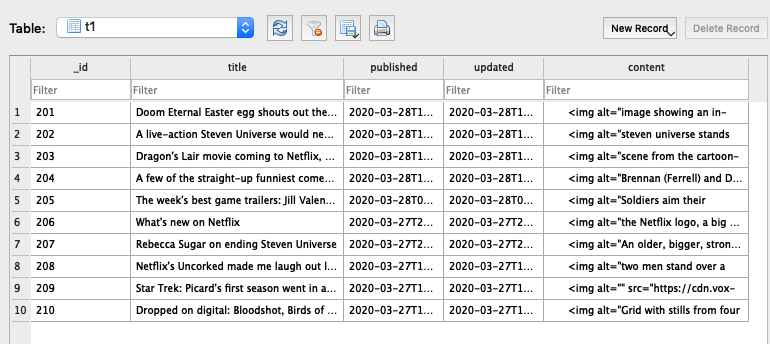 Table: t1 New Record Delete Record
_id title published updated content
Filter Filter Filter Filter Filter
1 201 Doom Eternal Easter egg shouts out the... 2020-03-28T1... 2020-03-28T1... <img alt="image showing an in-
2 202 A live-action Steven Universe would ne... 2020-03-28T1... 2020-03-28T1... <img alt="steven universe stands
3 203 Dragon's Lair movie coming to Netflix, ... 2020-03-28T1... 2020-03-28T1... <img alt="scene from the cartoon-
4 204 A few of the straight-up funniest come... 2020-03-28T1... 2020-03-28T1... <img alt="Brennan (Ferrell) and D...
5 205 The week's best game trailers: Jill Valen... 2020-03-28T0... 2020-03-28T0... <img alt="Soldiers aim their
6 206 What's new on Netflix 2020-03-27T2... 2020-03-27T2... <img alt="the Netflix logo, a big ...
7 207 Rebecca Sugar on ending Steven Universe 2020-03-27T2... 2020-03-27T2... <img alt="An older, bigger, stron...
8 208 Netflix's Uncorked made me laugh out l... 2020-03-27T1... 2020-03-27T1... <img alt="two men stand over a
9 209 Star Trek: Picard's first season went in a... 2020-03-27T1... 2020-03-27T1... <img alt="" src="https://cdn.vox-
10 210 Dropped on digital: Bloodshot, Birds of ... 2020-03-27T1... 2020-03-27T1... <img alt="Grid with stills from four